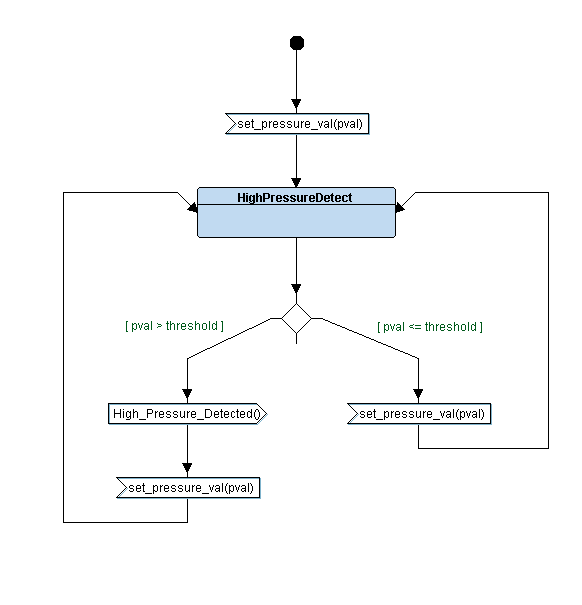 set_pressure_val(pval)
HighPressureDetect
[ pval > threshold ]
[ pval <= threshold ]
High_Pressure_Detected()
set_pressure_val(pval)
set_pressure_val(pval)